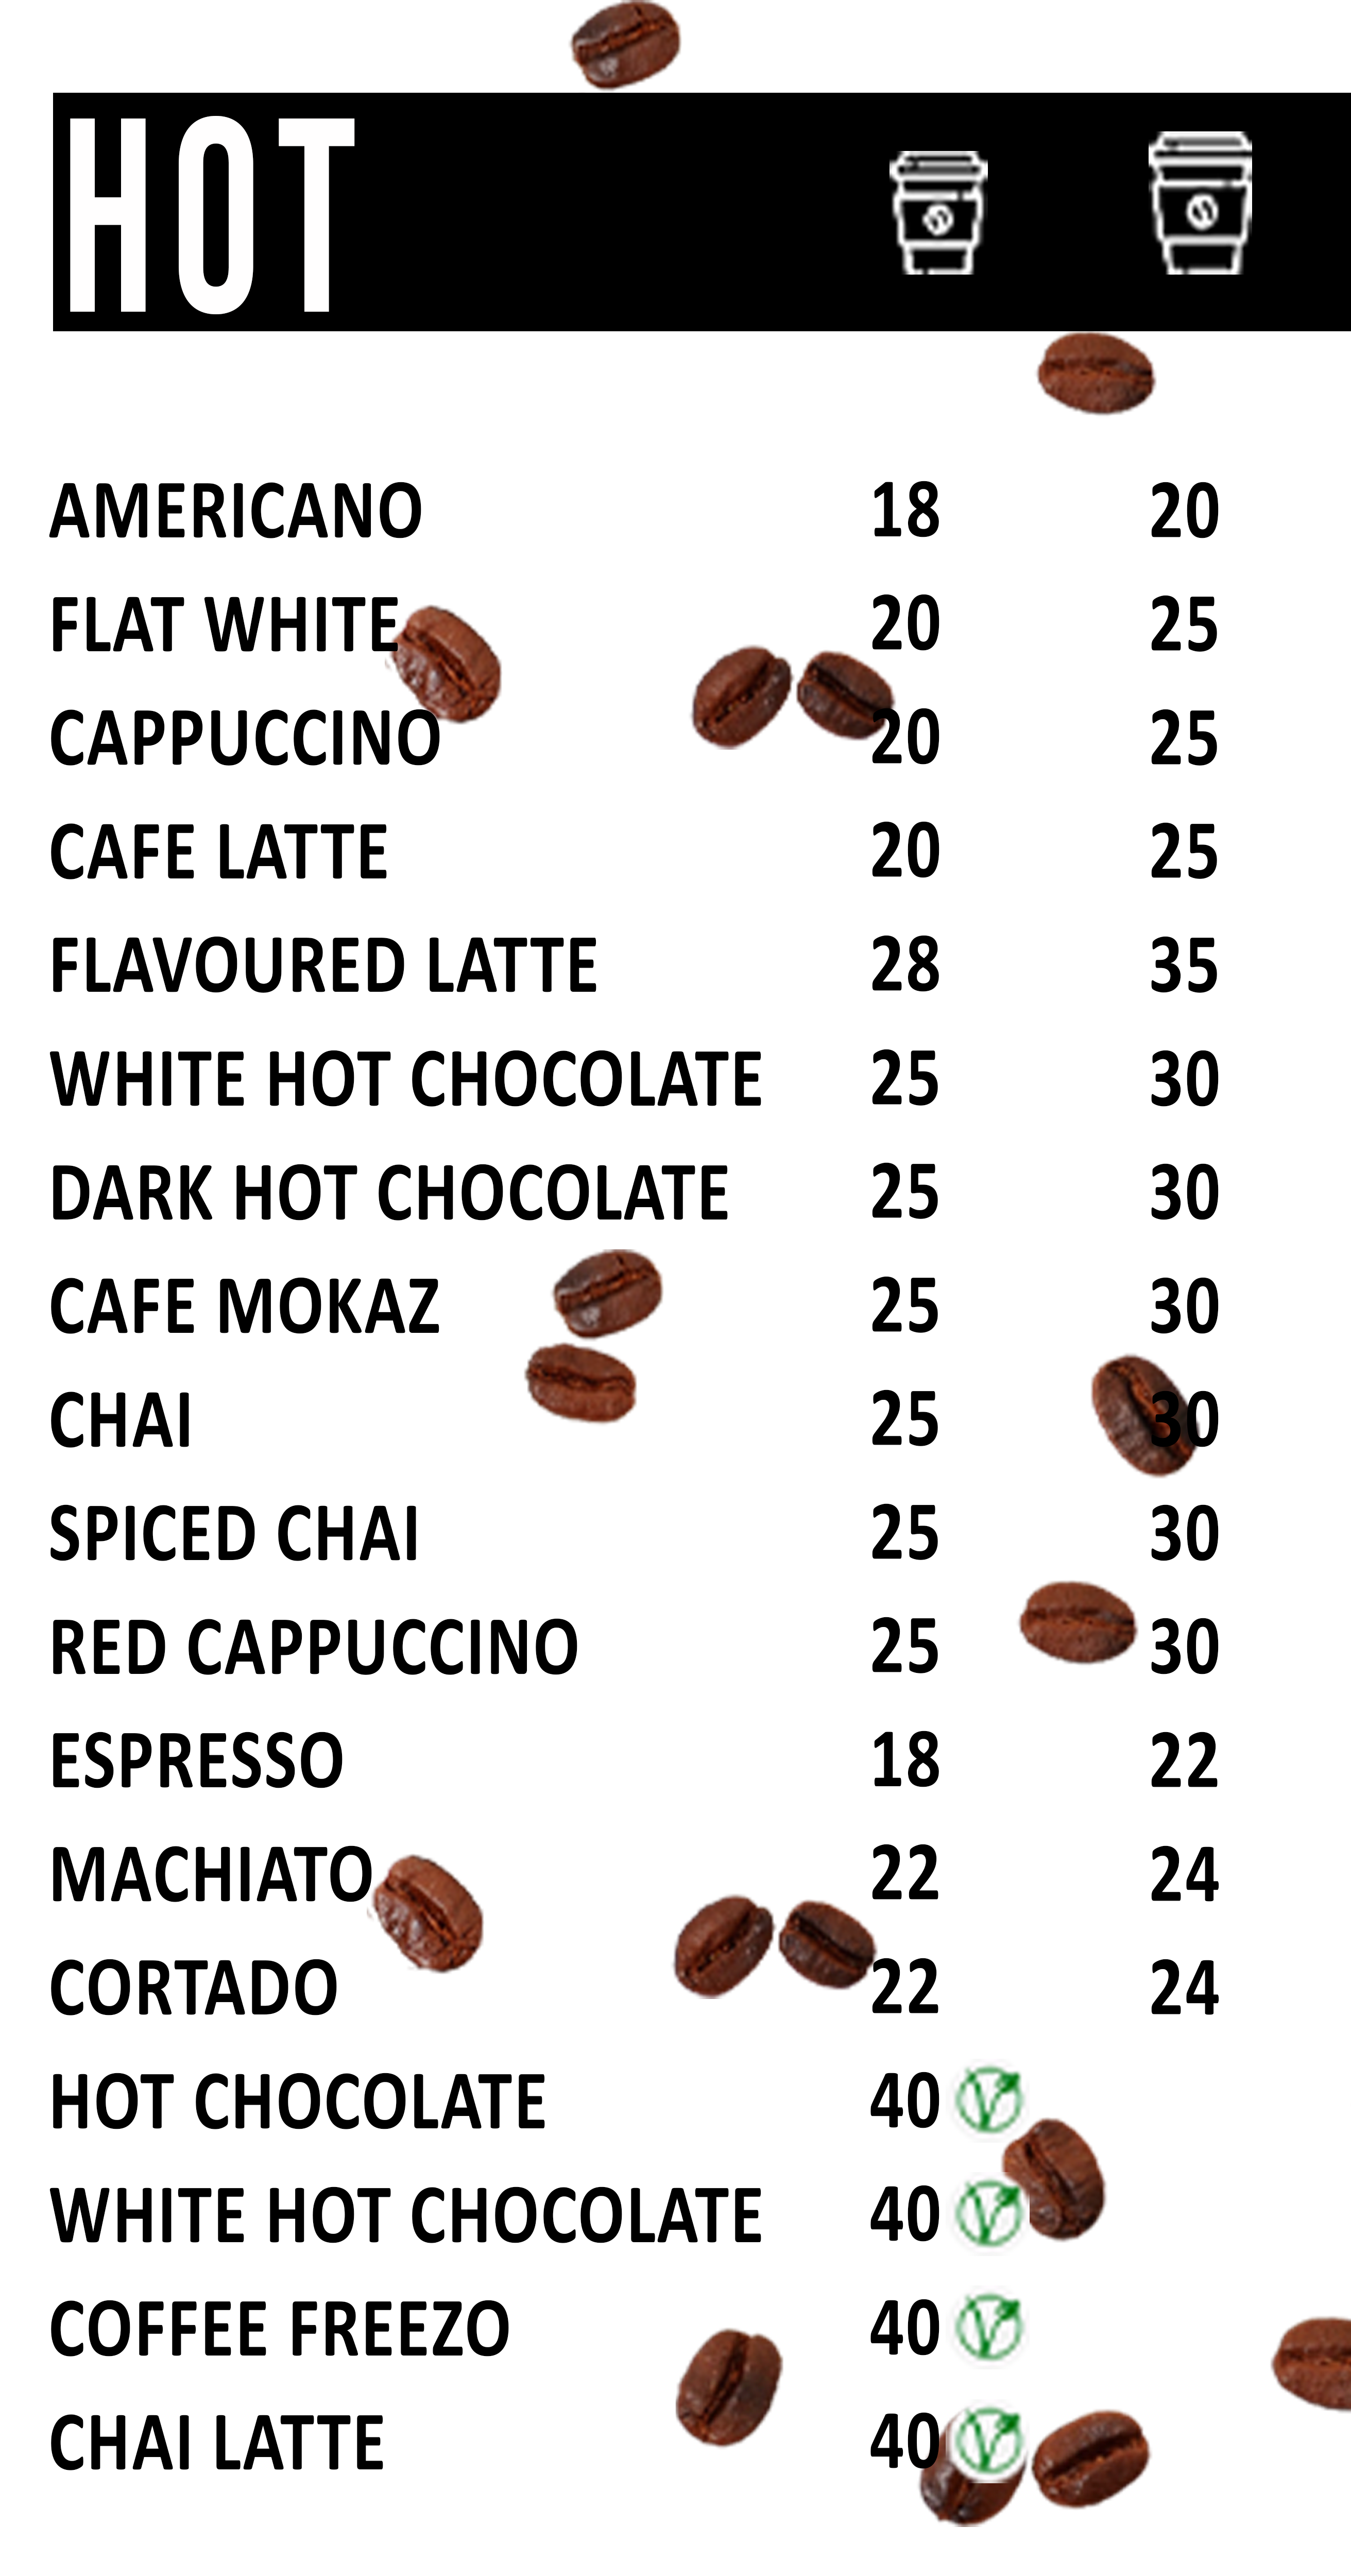 HOT
AMERICANO 18 20
FLAT WHITE 20 25
CAPPUCCINO 20 25
CAFE LATTE 20 25
FLAVOURED LATTE 28 35
WHITE HOT CHOCOLATE 25 30
DARK HOT CHOCOLATE 25 30
CAFE MOKAZ 25 30
CHAI 25 30
SPICED CHAI 25 30
RED CAPPUCCINO 25 30
ESPRESSO 18 22
MACHIATO 22 24
CORTADO 22 24
HOT CHOCOLATE 40 V
WHITE HOT CHOCOLATE 40 V
COFFEE FREEZO 40 V
CHAI LATTE 40 V